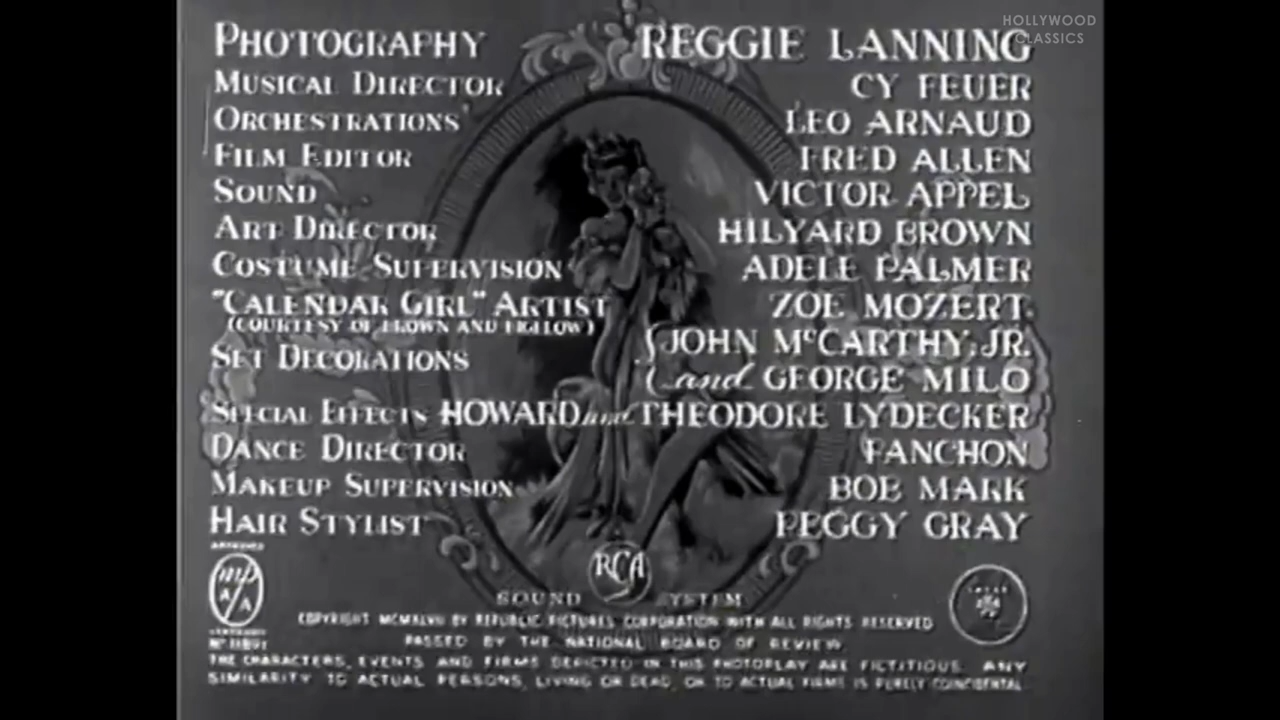 HOLLYWOOD
CLASSICS
PHOTOGRAPHY REGGIE LANNING
MUSICAL DIRECTOR CY FEUER
ORCHESTRATIONS LEO ARNAUD
FILM EDITOR FRED ALLEN
SOUND VICTOR APPEL
ART DIRECTOR HILYARD BROWN
COSTUME SUPERVISION ADELE PALMER
"CALENDAR GIRL" ARTIST ZOË MOZERT
(COURTESY OF BROWN AND BIGELOW)
SET DECORATIONS JOHN McCARTHY, JR.
and GEORGE MILO
SPECIAL EFFECTS HOWARD and THEODORE LYDECKER
DANCE DIRECTOR FANCHON
MAKEUP SUPERVISION BOB MARK
HAIR STYLIST PEGGY GRAY
APPROVED
MPAA
CERTIFICATE
RCA
SOUND SYSTEM
COPYRIGHT MCMXLVII BY REPUBLIC PICTURES CORPORATION WITH ALL RIGHTS RESERVED
PASSED BY THE NATIONAL BOARD OF REVIEW
THE CHARACTERS, EVENTS AND FIRMS DEPICTED IN THIS PHOTOPLAY ARE FICTITIOUS. ANY
SIMILARITY TO ACTUAL PERSONS, LIVING OR DEAD, OR TO ACTUAL FIRMS IS PURELY COINCIDENTAL